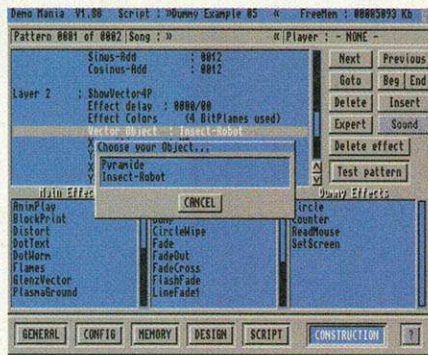 Demo Mania V1.00 Script : »Dummy Example 05 « FreeMem : 00085093 Kb
Pattern 0001 of 0002 Song : » « Player : - NONE -
Sinus-Add : 0012
Cosinus-Add : 0012
Layer 2 : ShowVector4P
Effect delay : 0000/00
Effect Colors (4 BitPlanes used)
Vector Object : Insect-Robot
Next Previous
Goto Beg End
Delete Insert
Expert Sound
Delete effect
Test pattern
Choose your Object...
Pyramide
Insect-Robot
CANCEL
Main Effec
AnimPlay
BlockPrint
Distort
DotText
DotWorm
Flames
GlenzVector
PlasmaGround
CircleWipe
Fade
FadeOut
FadeCross
FlashFade
LineFade1
Dummy Effects
Circle
Counter
ReadMouse
SetScreen
GENERAL CONFIG MEMORY DESIGN SCRIPT CONSTRUCTION ?